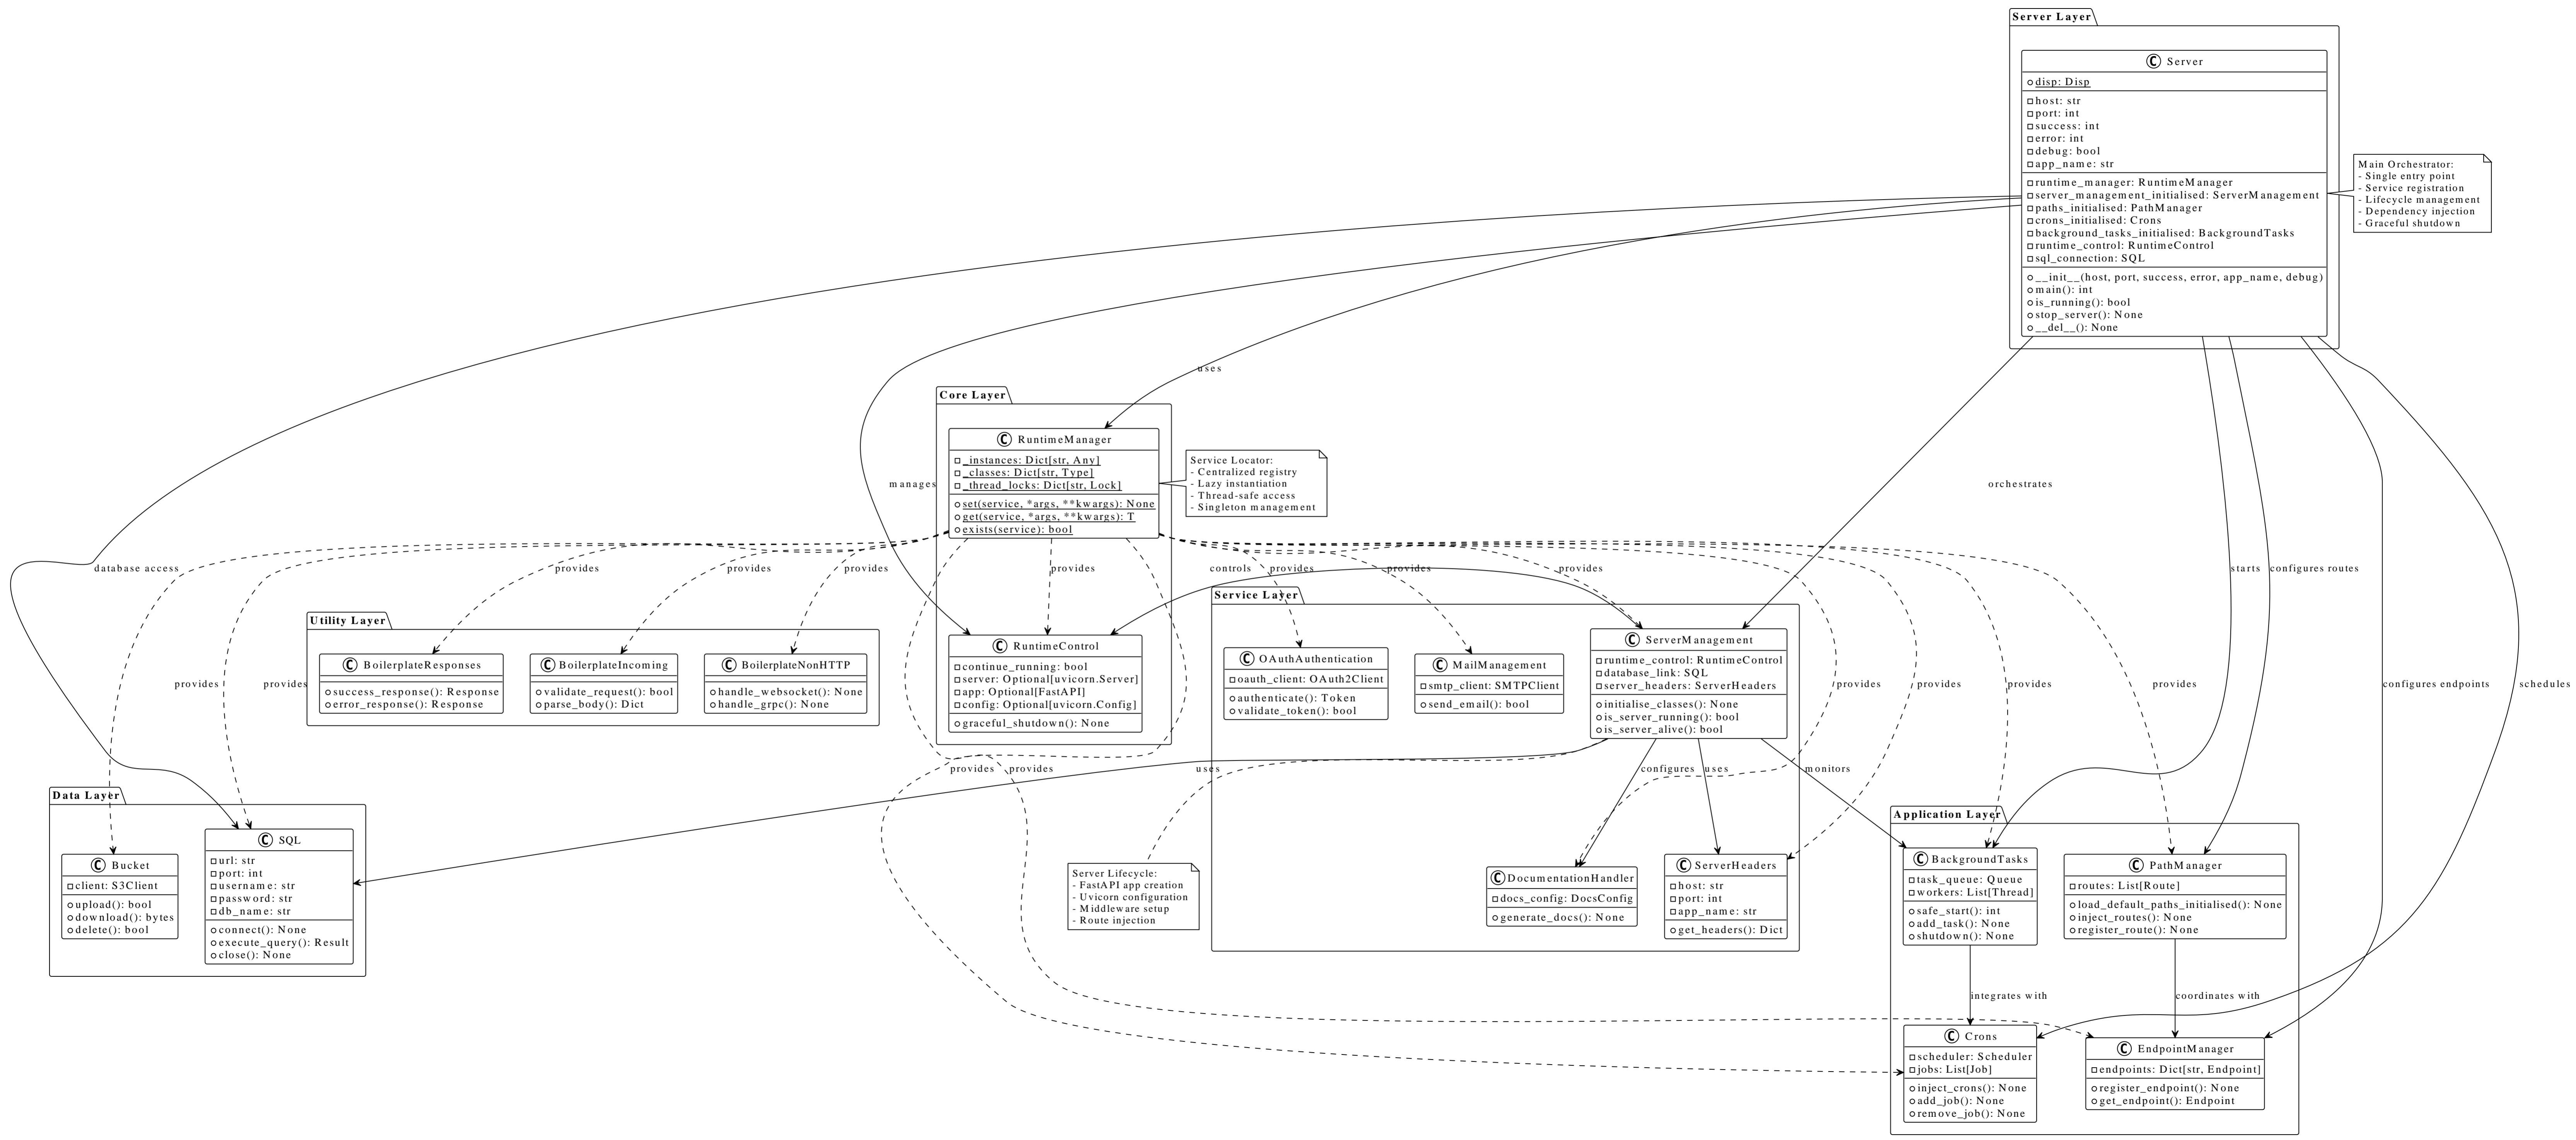 Server Layer
C Server
disp: Disp
host: str
port: int
success: int
error: int
debug: bool
app_name: str
runtime_manager: RuntimeManager
server_management_initialised: ServerManagement
paths_initialised: PathManager
crons_initialised: Crons
background_tasks_initialised: BackgroundTasks
runtime_control: RuntimeControl
sql_connection: SQL
__init__(host, port, success, error, app_name, debug)
main(): int
is_running(): bool
stop_server(): None
__del__(): None
Main Orchestrator:
- Single entry point
- Service registration
- Lifecycle management
- Dependency injection
- Graceful shutdown
uses
Core Layer
C RuntimeManager
_instances: Dict[str, Any]
_classes: Dict[str, Type]
_thread_locks: Dict[str, Lock]
set(service, *args, **kwargs): None
get(service, *args, **kwargs): T
exists(service): bool
Service Locator:
- Centralized registry
- Lazy instantiation
- Thread-safe access
- Singleton management
manages
orchestrates
database access
provides
provides
provides
provides
controls
provides
provides
provides
starts
configures routes
Utility Layer
C BoilerplateResponses
success_response(): Response
error_response(): Response
C BoilerplateIncoming
validate_request(): bool
parse_body(): Dict
C BoilerplateNonHTTP
handle_websocket(): None
handle_grpc(): None
C RuntimeControl
continue_running: bool
server: Optional[uvicorn.Server]
app: Optional[FastAPI]
config: Optional[uvicorn.Config]
graceful_shutdown(): None
Service Layer
C OAuthAuthentication
oauth_client: OAuth2Client
authenticate(): Token
validate_token(): bool
C MailManagement
smtp_client: SMTPClient
send_email(): bool
C ServerManagement
runtime_control: RuntimeControl
database_link: SQL
server_headers: ServerHeaders
initialise_classes(): None
is_server_running(): bool
is_server_alive(): bool
provides
provides
provides
provides
provides
provides
configures endpoints
schedules
provides
provides
uses
configures
uses
monitors
Data Layer
C Bucket
client: S3Client
upload(): bool
download(): bytes
delete(): bool
C SQL
url: str
port: int
username: str
password: str
db_name: str
connect(): None
execute_query(): Result
close(): None
Server Lifecycle:
- FastAPI app creation
- Uvicorn configuration
- Middleware setup
- Route injection
C DocumentationHandler
docs_config: DocsConfig
generate_docs(): None
C ServerHeaders
host: str
port: int
app_name: str
get_headers(): Dict
Application Layer
C BackgroundTasks
task_queue: Queue
workers: List[Thread]
safe_start(): int
add_task(): None
shutdown(): None
C PathManager
routes: List[Route]
load_default_paths_initialised(): None
inject_routes(): None
register_route(): None
integrates with
coordinates with
C Crons
scheduler: Scheduler
jobs: List[Job]
inject_crons(): None
add_job(): None
remove_job(): None
C EndpointManager
endpoints: Dict[str, Endpoint]
register_endpoint(): None
get_endpoint(): Endpoint